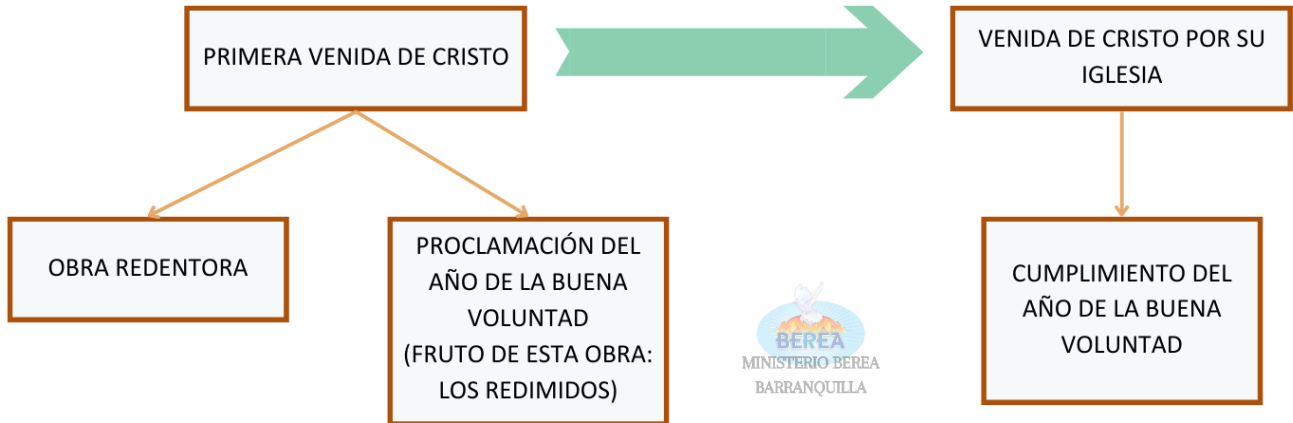 PRIMERA VENIDA DE CRISTO
VENIDA DE CRISTO POR SU
IGLESIA
OBRA REDENTORA
PROCLAMACIÓN DEL
AÑO DE LA BUENA
VOLUNTAD
(FRUTO DE ESTA OBRA:
LOS REDIMIDOS)
CUMPLIMIENTO DEL
AÑO DE LA BUENA
VOLUNTAD
BEREA
MINISTERIO BEREA
BARRANQUILLA